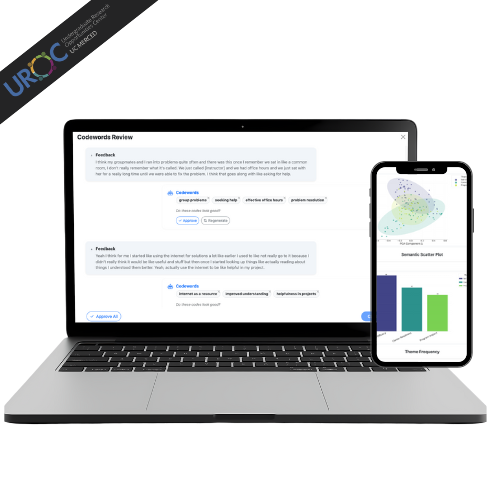 UROC
Undergraduate Research
Opportunities Center
UC MERCED
Codewords Review
Feedback
I think my groupmates and I ran into problems quite often and there was this once I remember we set in like a common
room, I don't really remember what it's called. We just called [Instructor] and we had office hours and we just set with
her for a really long time until we were able to fix the problem. I think that goes along with like asking for help.
Codewords
group problems
seeking help
effective office hours
problem resolution
Do these codes look good?
Approve
Regenerate
Feedback
Yeah I think for me I started like using the internet for solutions a lot like earlier I used to like not really go to it because I
didn't really think it would be like useful and stuff but then once I started looking up things like actually reading about
things I understood them better. Yeah, actually use the internet to be like helpful in my project.
Codewords
internet as a resource
improved understanding
helpfulness to projects
Do these codes look good?
Approve All
Semantic Scatter Plot
Theme Frequency